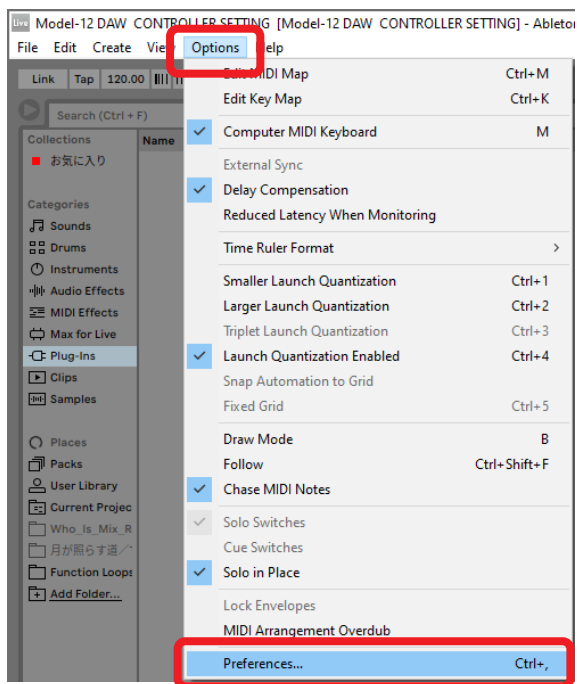 Live Model-12 DAW CONTROLLER SETTING [Model-12 DAW CONTROLLER SETTING] - Ableto
File Edit Create View Options Help
Link Tap 120.00
Search (Ctrl + F)
Collections
Name
お気に入り
Categories
Sounds
Drums
Instruments
Audio Effects
MIDI Effects
Max for Live
Plug-Ins
Clips
Samples
Places
Packs
User Library
Current Projec
Who_Is_Mix_R
月が照らす道／
Function Loops
Add Folder...
Edit MIDI Map Ctrl+M
Edit Key Map Ctrl+K
Computer MIDI Keyboard M
External Sync
Delay Compensation
Reduced Latency When Monitoring
Time Ruler Format >
Smaller Launch Quantization Ctrl+1
Larger Launch Quantization Ctrl+2
Triplet Launch Quantization Ctrl+3
Launch Quantization Enabled Ctrl+4
Snap Automation to Grid
Fixed Grid Ctrl+5
Draw Mode B
Follow Ctrl+Shift+F
Chase MIDI Notes
Solo Switches
Cue Switches
Solo in Place
Lock Envelopes
MIDI Arrangement Overdub
Preferences... Ctrl+,